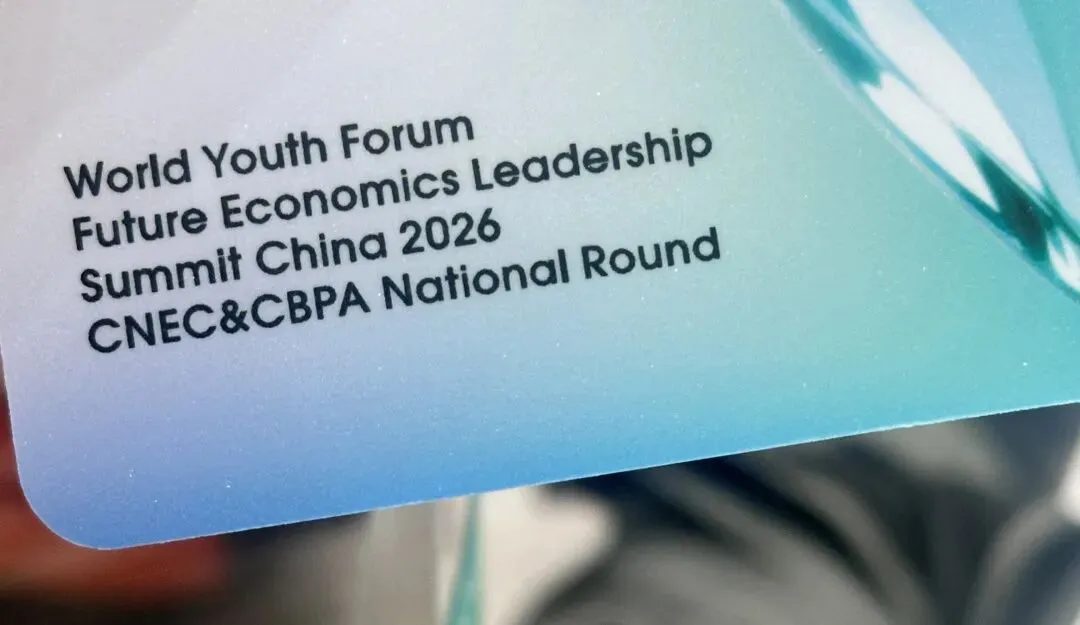 World Youth Forum
Future Economics Leadership
Summit China 2026
CNEC&CBPA National Round